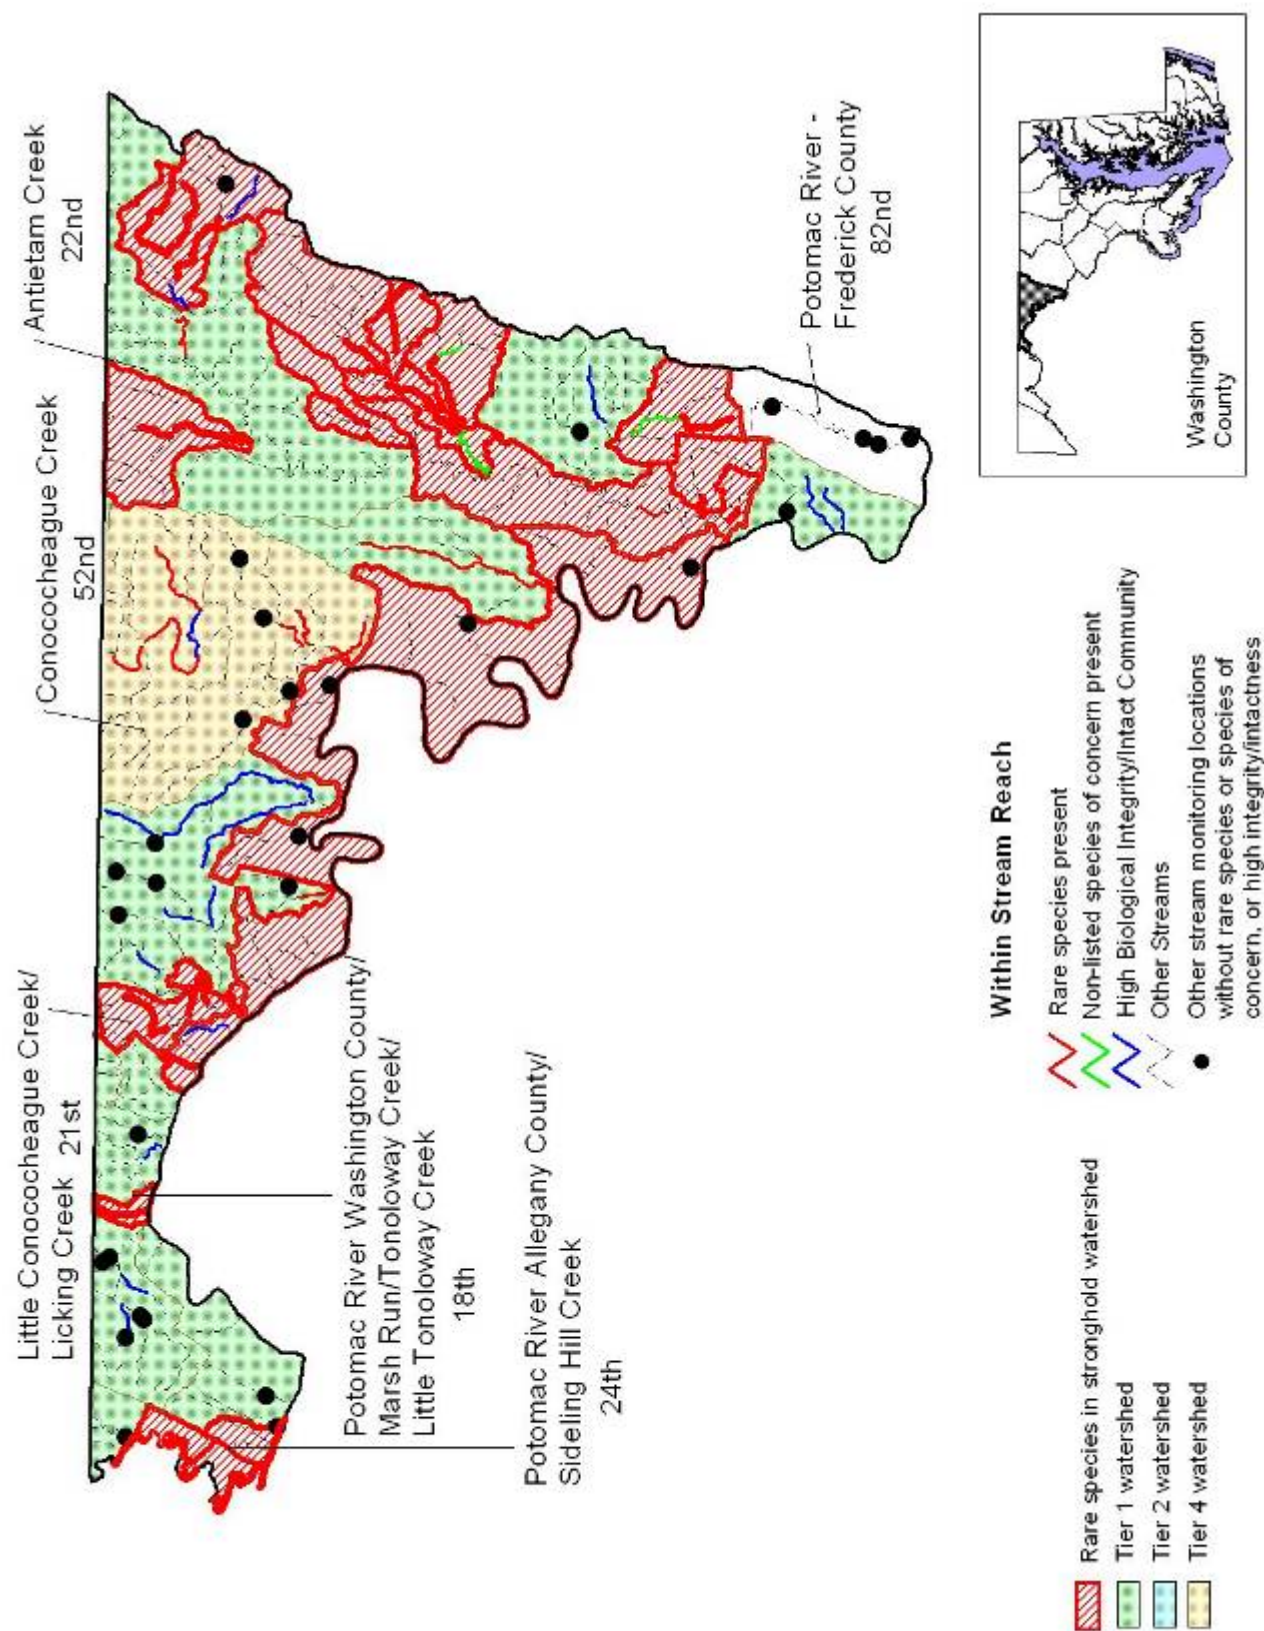 Little Conococheague Creek/
Licking Creek 21st
Conococheague Creek
52nd
Antietam Creek
22nd
Potomac River Washington County/
Marsh Run/Tonoloway Creek/
Little Tonoloway Creek
18th
Potomac River Allegany County/
Sideling Hill Creek
24th
Potomac River -
Frederick County
82nd
Rare species in stronghold watershed
Tier 1 watershed
Tier 2 watershed
Tier 4 watershed
Within Stream Reach
Rare species present
Non-listed species of concern present
High Biological Integrity/Intact Community
Other Streams
Other stream monitoring locations
without rare species or species of
concern, or high integrity/intactness
Washington
County